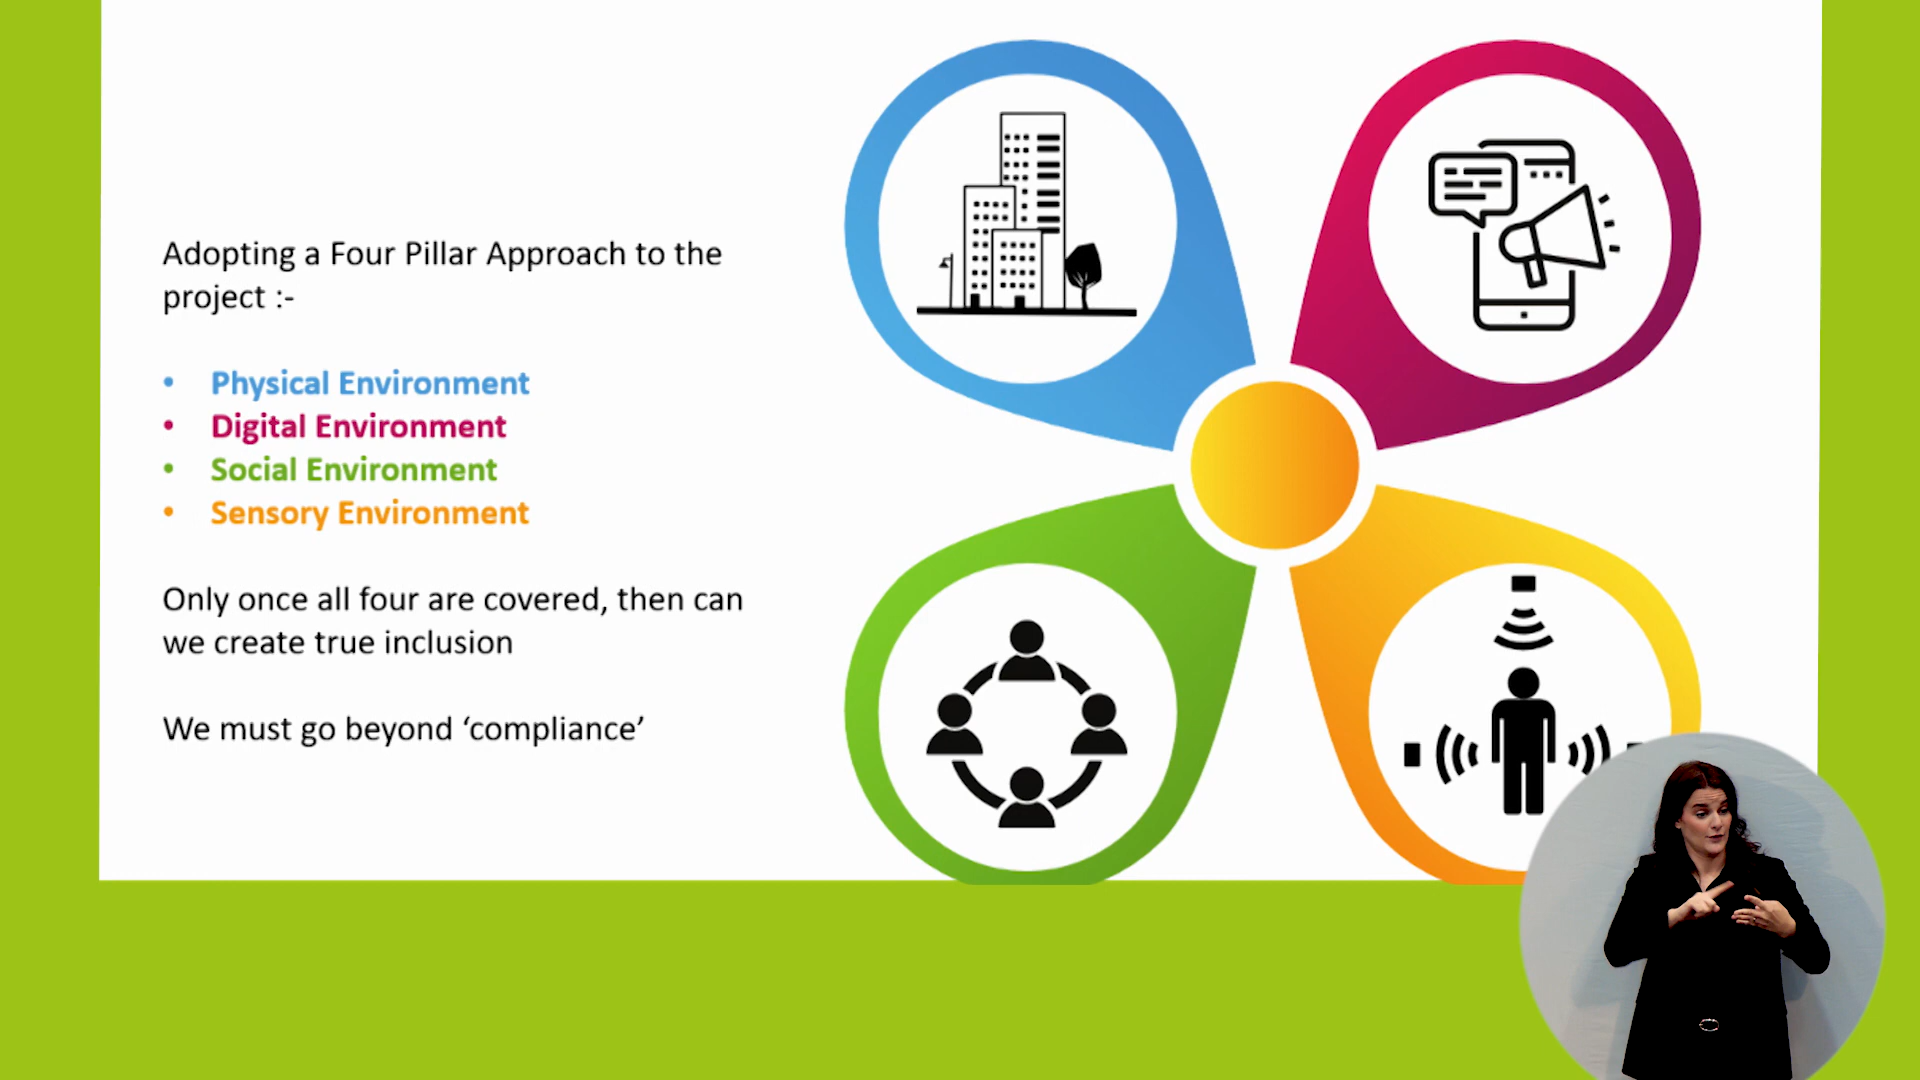 Adopting a Four Pillar Approach to the
project :-
• Physical Environment
• Digital Environment
• Social Environment
• Sensory Environment
Only once all four are covered, then can
we create true inclusion
We must go beyond ‘compliance’